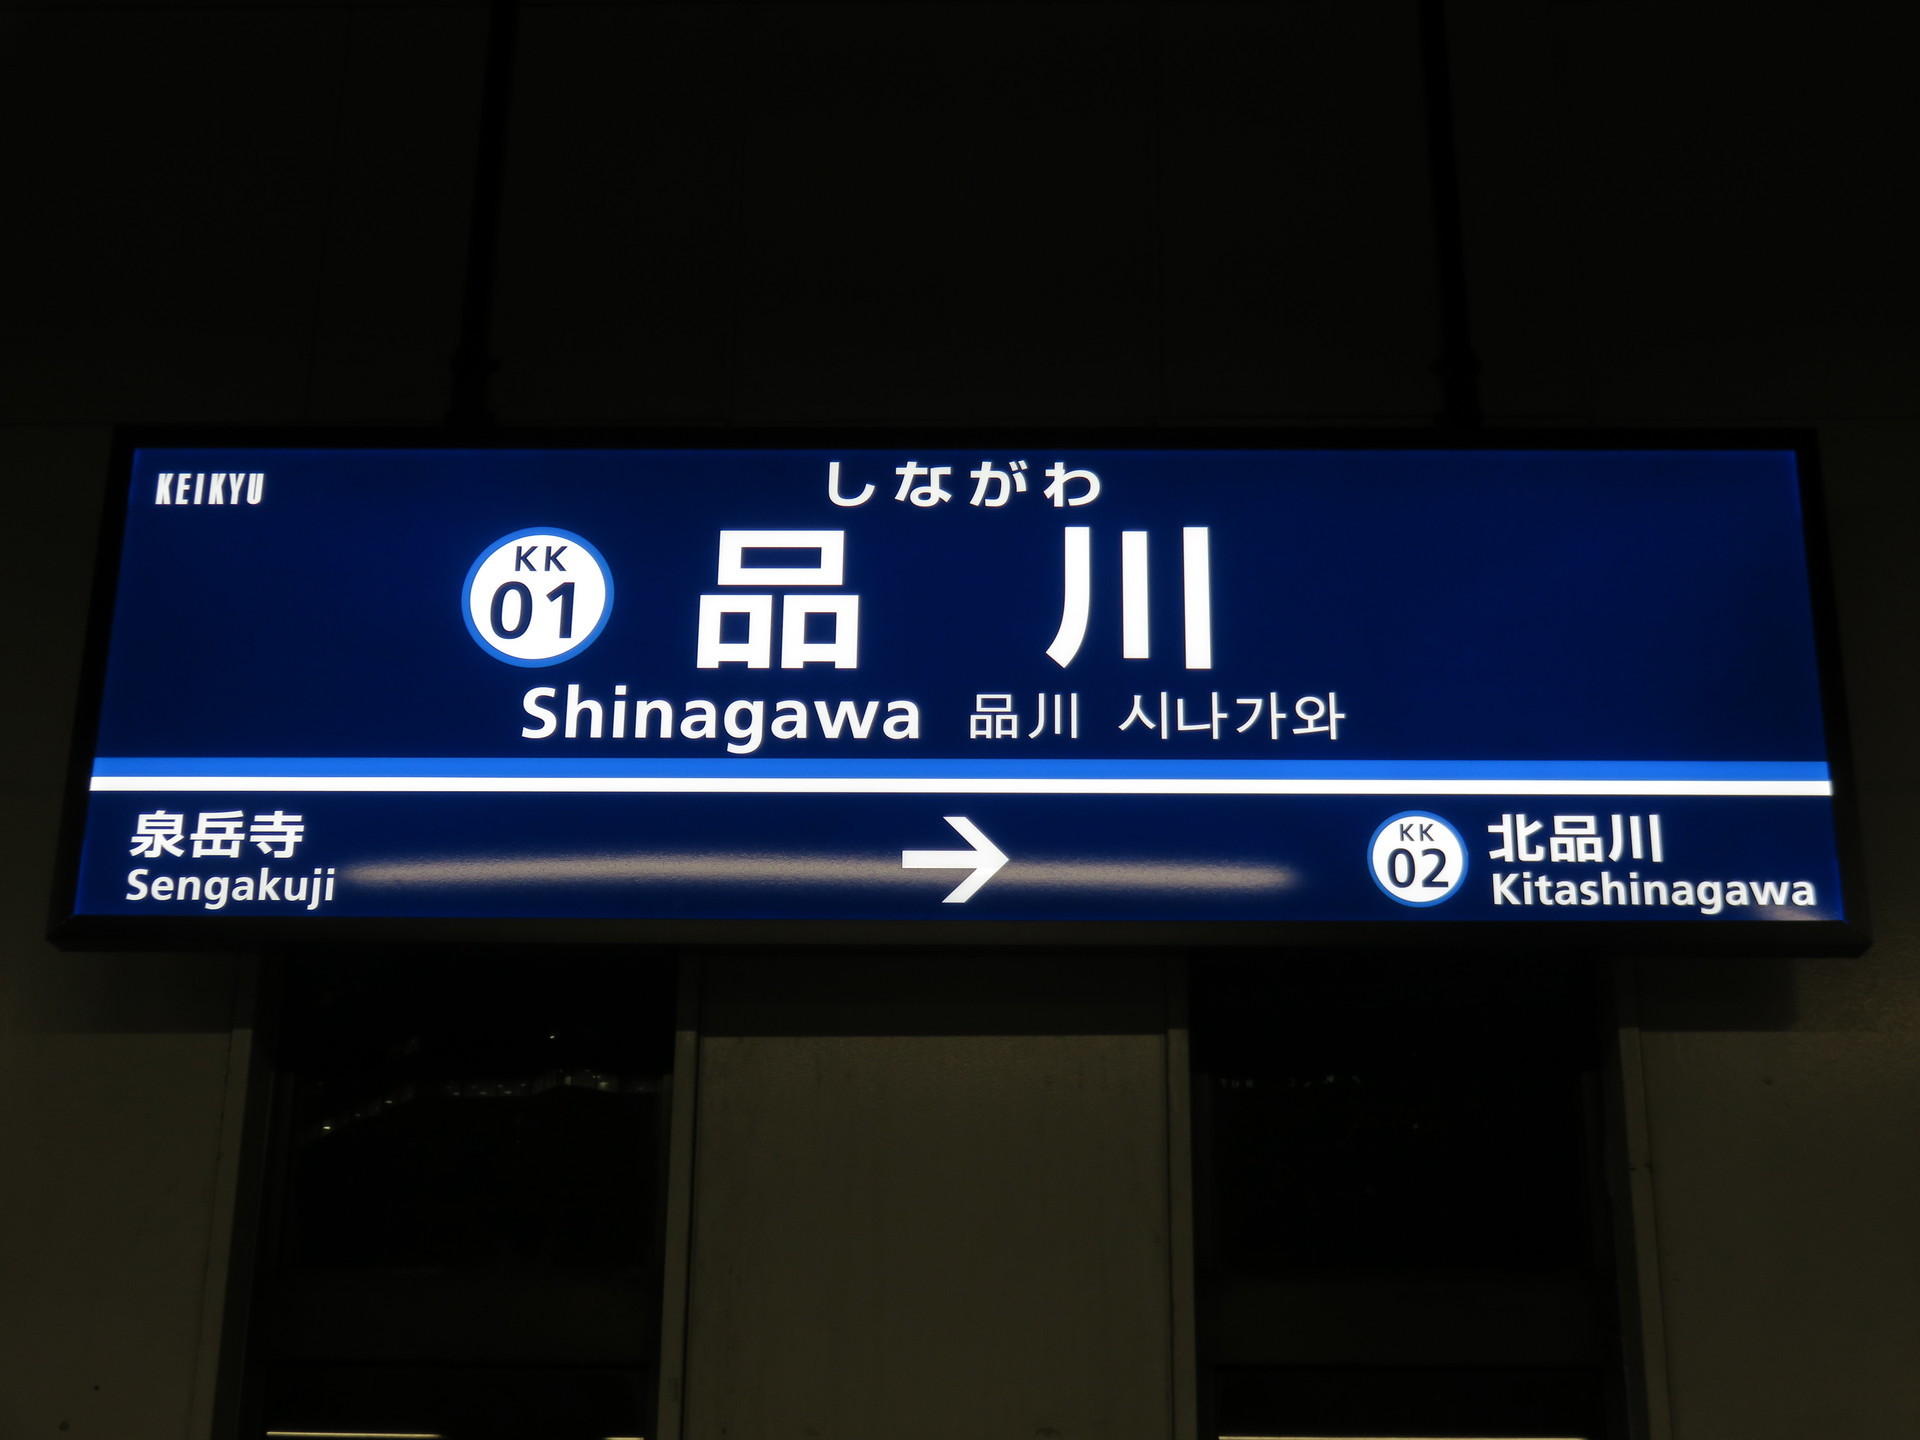 KEIKYU
しながわ
KK
01
品川
Shinagawa 品川 시나가와
泉岳寺
Sengakuji
→
KK
02
北品川
Kitashinagawa